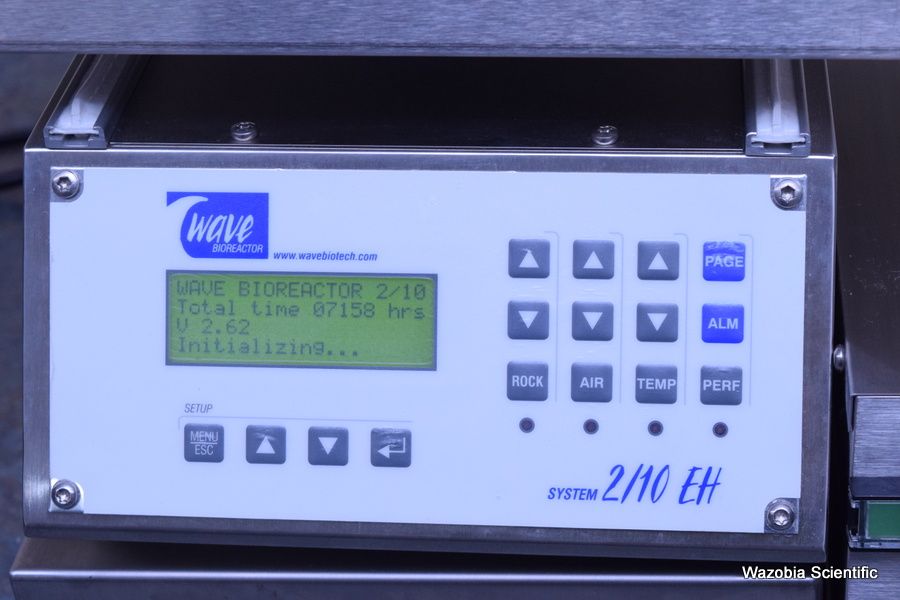 wave
BIOREACTOR
www.wavebiotech.com
WAVE BIOREACTOR 2/10
Total time 07158 hrs
V 2.62
Initializing...
SETUP
MENU
ESC
PAGE
ALM
ROCK AIR TEMP PERF
SYSTEM 2/10 EH
Wazobia Scientific